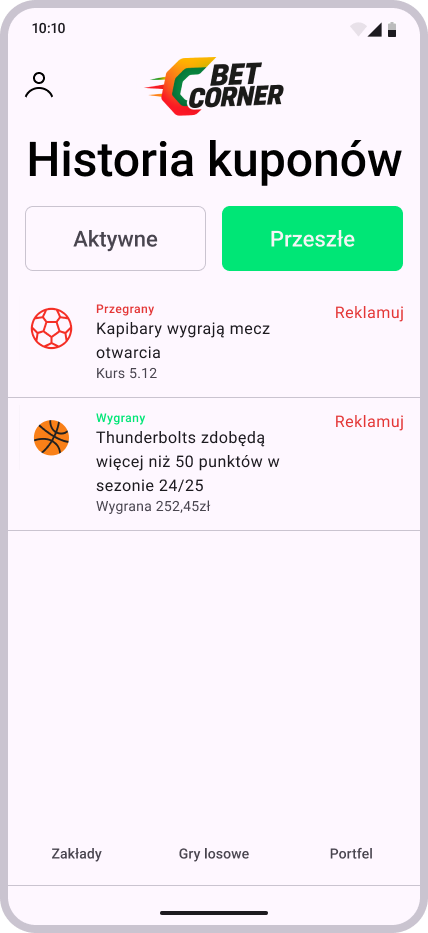 10:10
BET
CORNER
Historia kuponów
Aktywne
Przeszłe
Przegrany
Reklamuj
Kapibary wygrają mecz
otwarcia
Kurs 5.12
Wygrany
Reklamuj
Thunderbolts zdobędą
więcej niż 50 punktów w
sezonie 24/25
Wygrana 252,45zł
Zakłady
Gry losowe
Portfel